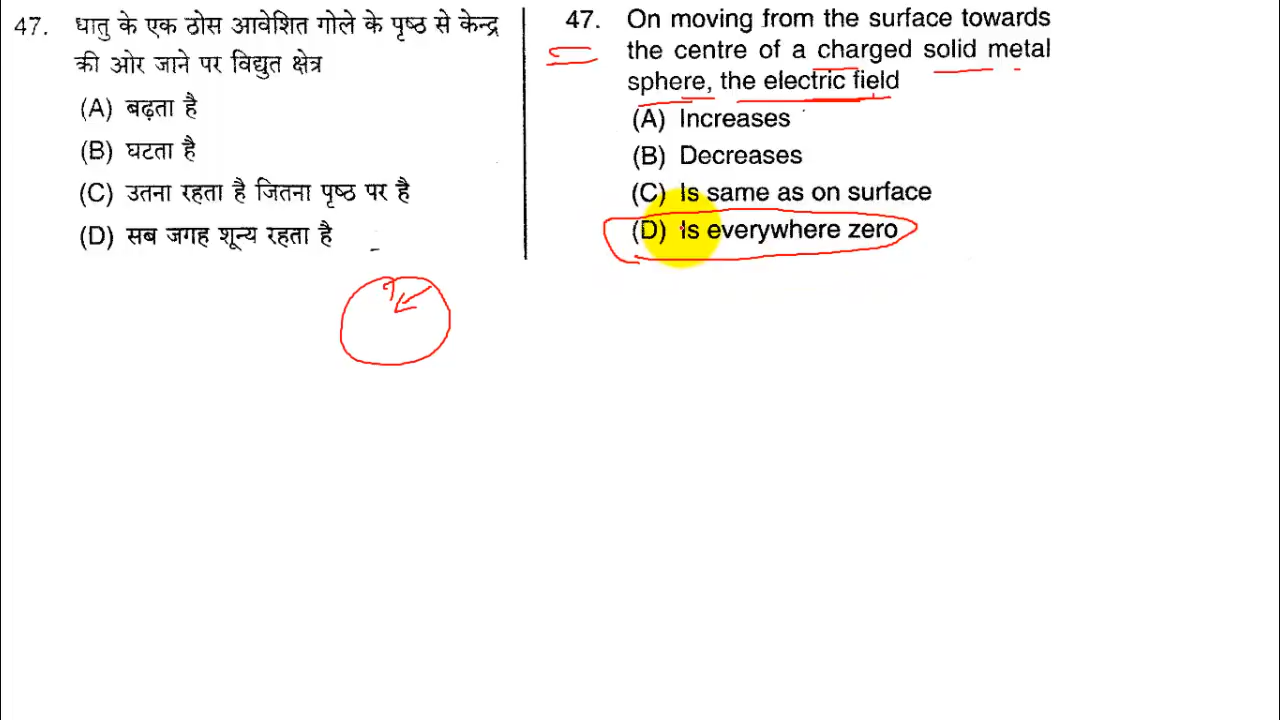 47. धातु के एक ठोस आवेशित गोले के पृष्ठ से केन्द्र
की ओर जाने पर विद्युत क्षेत्र
(A) बढ़ता है
(B) घटता है
(C) उतना रहता है जितना पृष्ठ पर है
(D) सब जगह शून्य रहता है
47. On moving from the surface towards
the centre of a charged solid metal
sphere, the electric field
(A) Increases
(B) Decreases
(C) Is same as on surface
(D) Is everywhere zero